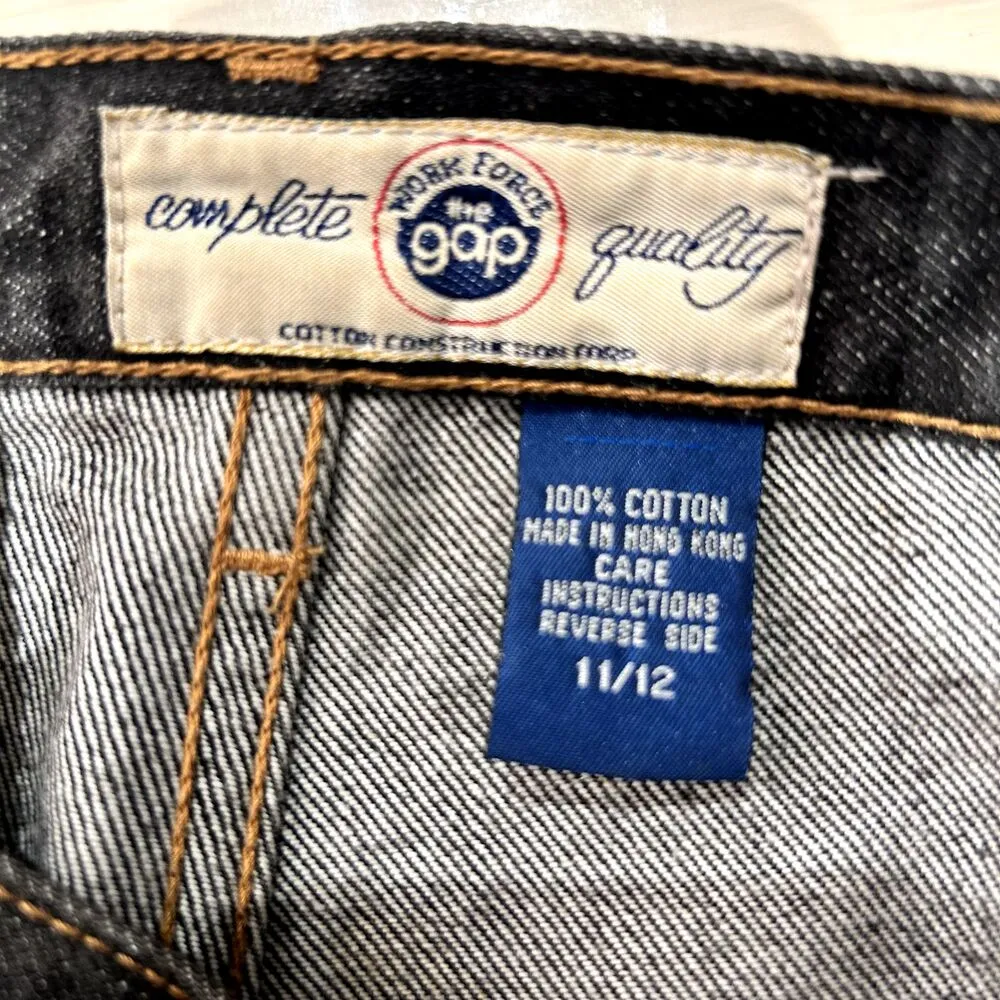 complete
WORK FORCE
the
gap
quality
COTTON CONSTRUCTION CORP
100% COTTON
MADE IN HONG KONG
CARE
INSTRUCTIONS
REVERSE SIDE
11/12